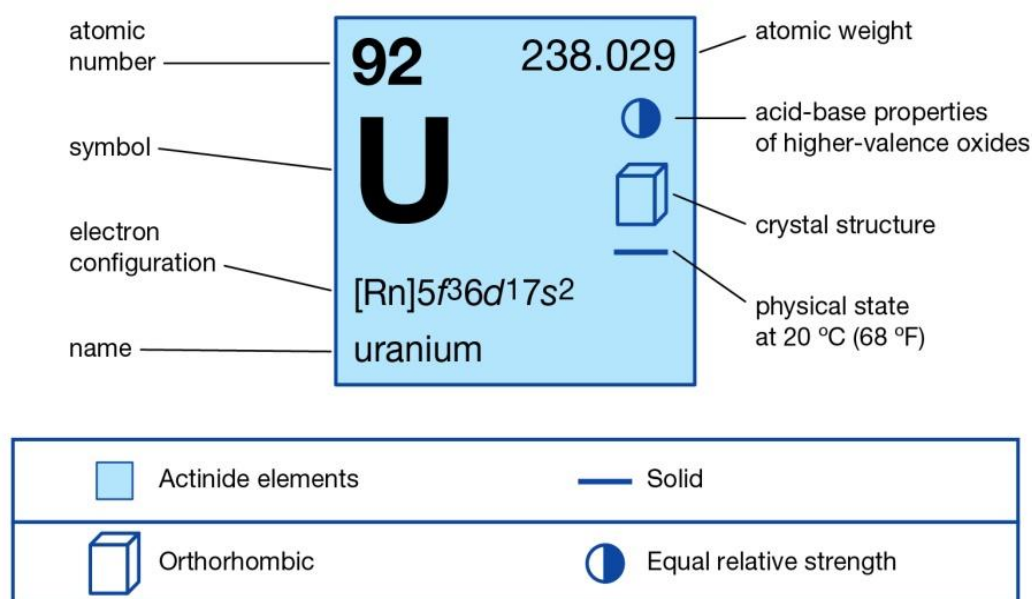 atomic
number
92
238.029
atomic weight
symbol
U
acid-base properties
of higher-valence oxides
electron
configuration
crystal structure
[Rn]5f³6d¹7s²
physical state
at 20 ºC (68 ºF)
name
uranium
Actinide elements
Solid
Orthorhombic
Equal relative strength